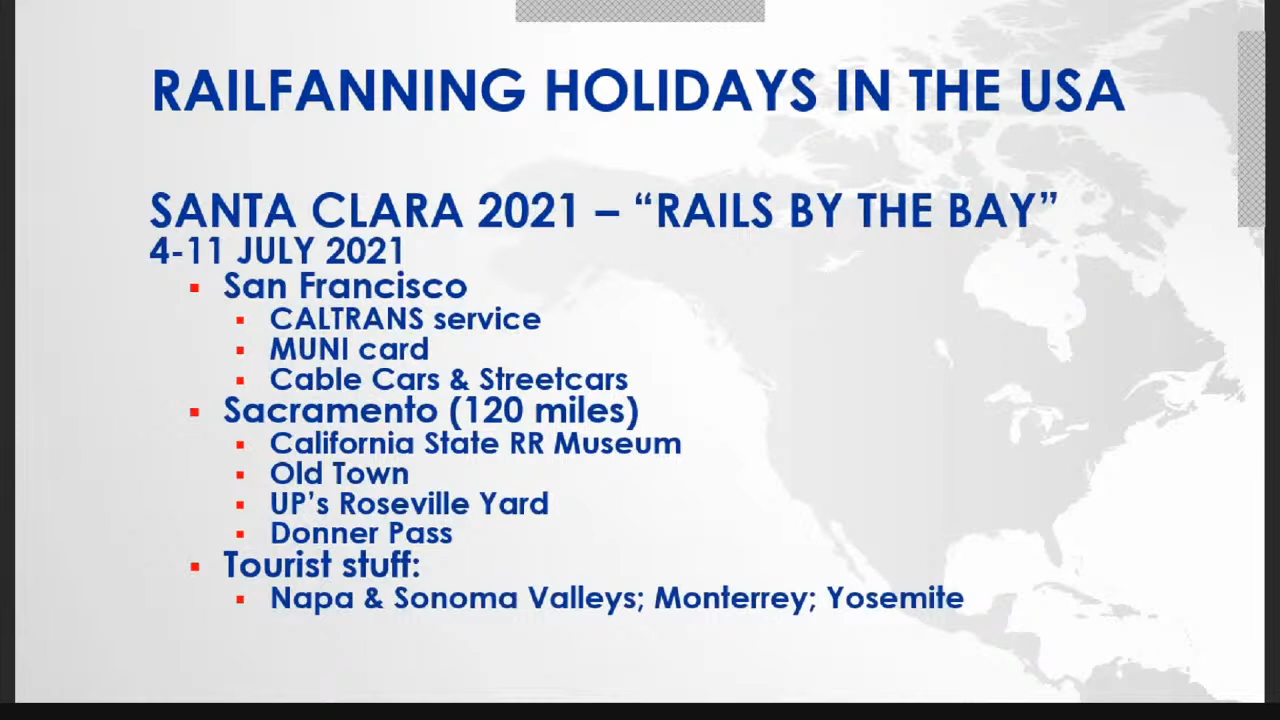 RAILFANNING HOLIDAYS IN THE USA
SANTA CLARA 2021 – “RAILS BY THE BAY”
4-11 JULY 2021
San Francisco
CALTRANS service
MUNI card
Cable Cars & Streetcars
Sacramento (120 miles)
California State RR Museum
Old Town
UP’s Roseville Yard
Donner Pass
Tourist stuff:
Napa & Sonoma Valleys; Monterrey; Yosemite